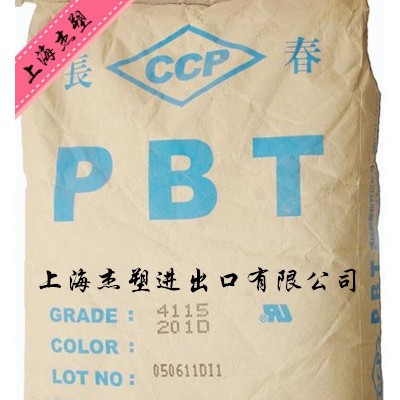 上海杰塑
長 CCP 春
PBT
上海杰塑进出口有限公司
GRADE : 4115
201D
COLOR :
LOT NO : 050611DI1
PBT